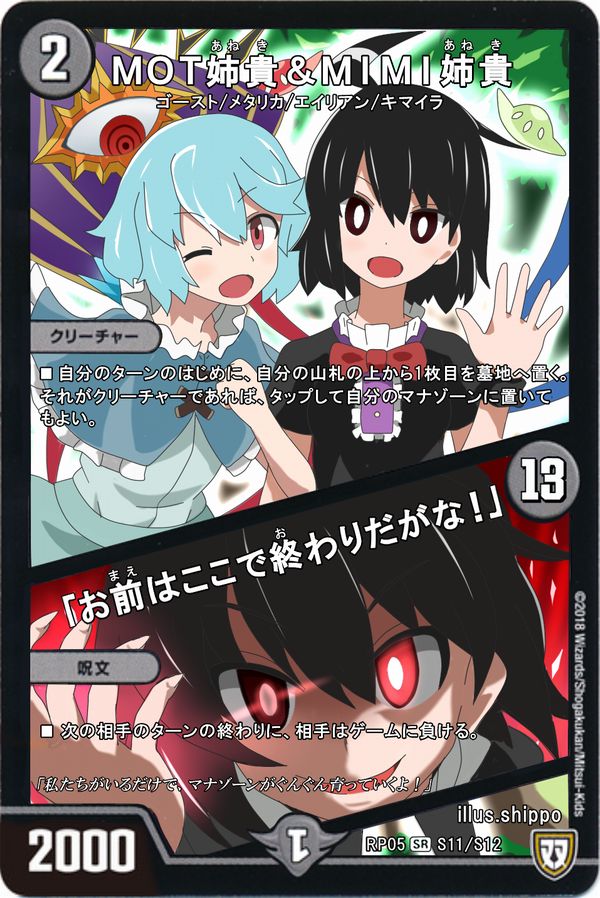 2
MOT姉貴&MIMI姉貴
あねき あねき
ゴースト/メタリカ/エイリアン/キマイラ
クリーチャー
■ 自分のターンのはじめに、自分の山札の上から1枚目を墓地へ置く。
それがクリーチャーであれば、タップして自分のマナゾーンに置いて
もよい。
13
「お前はここで終わりだがな!」
まえ お
呪文
■ 次の相手のターンの終わりに、相手はゲームに負ける。
「私たちがいるだけで、マナゾーンがぐんぐん育っていくよ!」
©2018 Wizards/Shogakukan/Mitsui-Kids
illus.shippo
2000
1
RP05 SR S11/S12